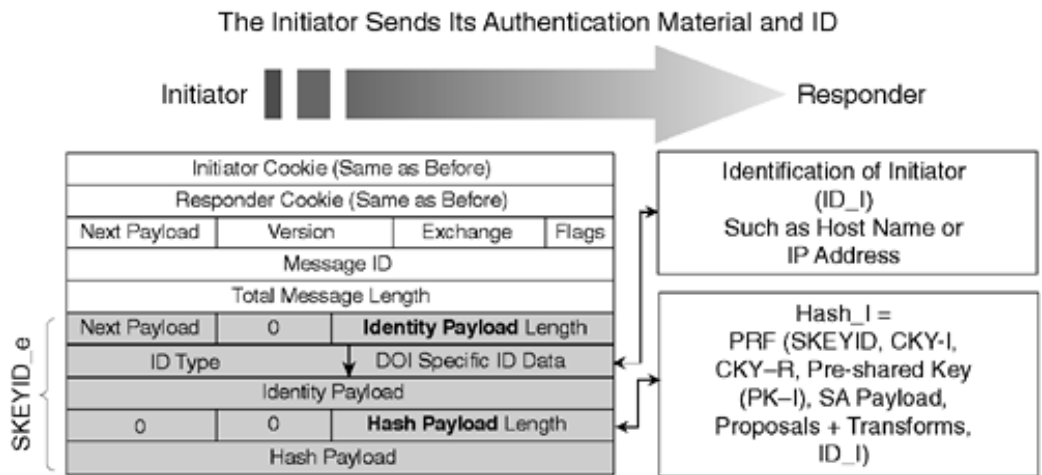 The Initiator Sends Its Authentication Material and ID
Initiator
Responder
Initiator Cookie (Same as Before)
Responder Cookie (Same as Before)
Next Payload Version Exchange Flags
Message ID
Total Message Length
Next Payload 0 Identity Payload Length
ID Type DOI Specific ID Data
Identity Payload
0 0 Hash Payload Length
Hash Payload
SKEYID_e
Identification of Initiator
(ID_I)
Such as Host Name or
IP Address
Hash_I =
PRF (SKEYID, CKY-I,
CKY–R, Pre-shared Key
(PK–I), SA Payload,
Proposals + Transforms,
ID_I)